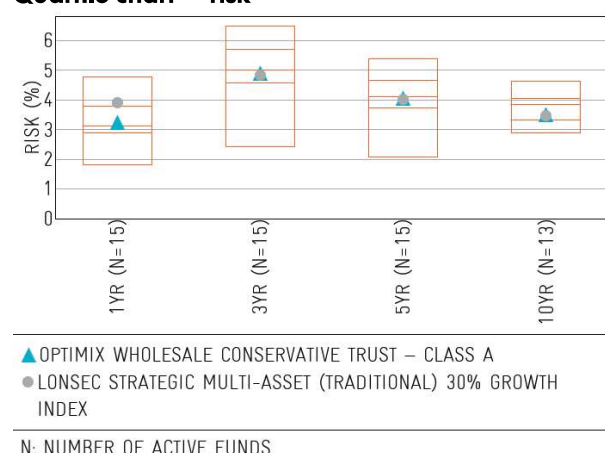 Quartile chart — risk
6
5
4
3
2
1
0
RISK (%)
1YR (N=15)
3YR (N=15)
5YR (N=15)
10YR (N=13)
OPTIMIX WHOLESALE CONSERVATIVE TRUST – CLASS A
LONSEC STRATEGIC MULTI-ASSET (TRADITIONAL) 30% GROWTH
INDEX
N: NUMBER OF ACTIVE FUNDS